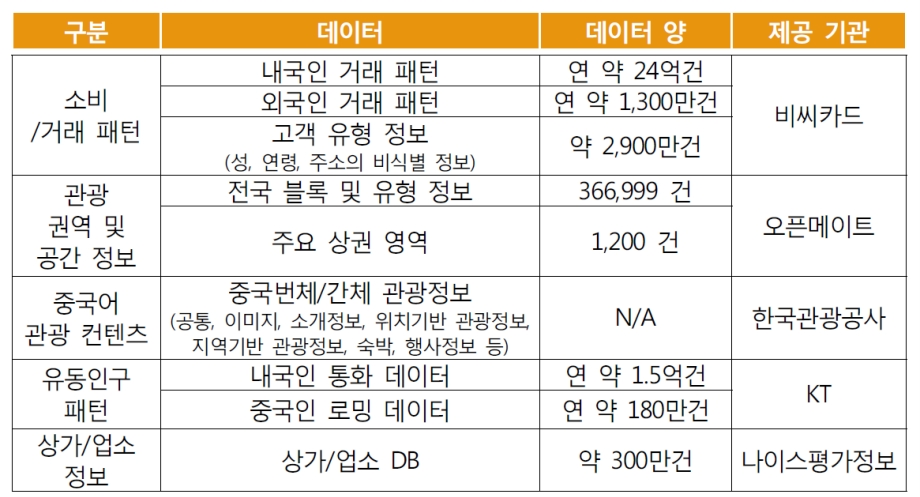 구분 데이터 데이터 양 제공 기관
소비
/거래 패턴
내국인 거래 패턴 연 약 24억건
외국인 거래 패턴 연 약 1,300만건
고객 유형 정보
(성, 연령, 주소의 비식별 정보)
약 2,900만건
비씨카드
관광
권역 및
공간 정보
전국 블록 및 유형 정보 366,999 건
주요 상권 영역 1,200 건
오픈메이트
중국어
관광 컨텐츠
중국번체/간체 관광정보
(공통, 이미지, 소개정보, 위치기반 관광정보,
지역기반 관광정보, 숙박, 행사정보 등)
N/A
한국관광공사
유동인구
패턴
내국인 통화 데이터 연 약 1.5억건
중국인 로밍 데이터 연 약 180만건
KT
상가/업소
정보
상가/업소 DB 약 300만건 나이스평가정보